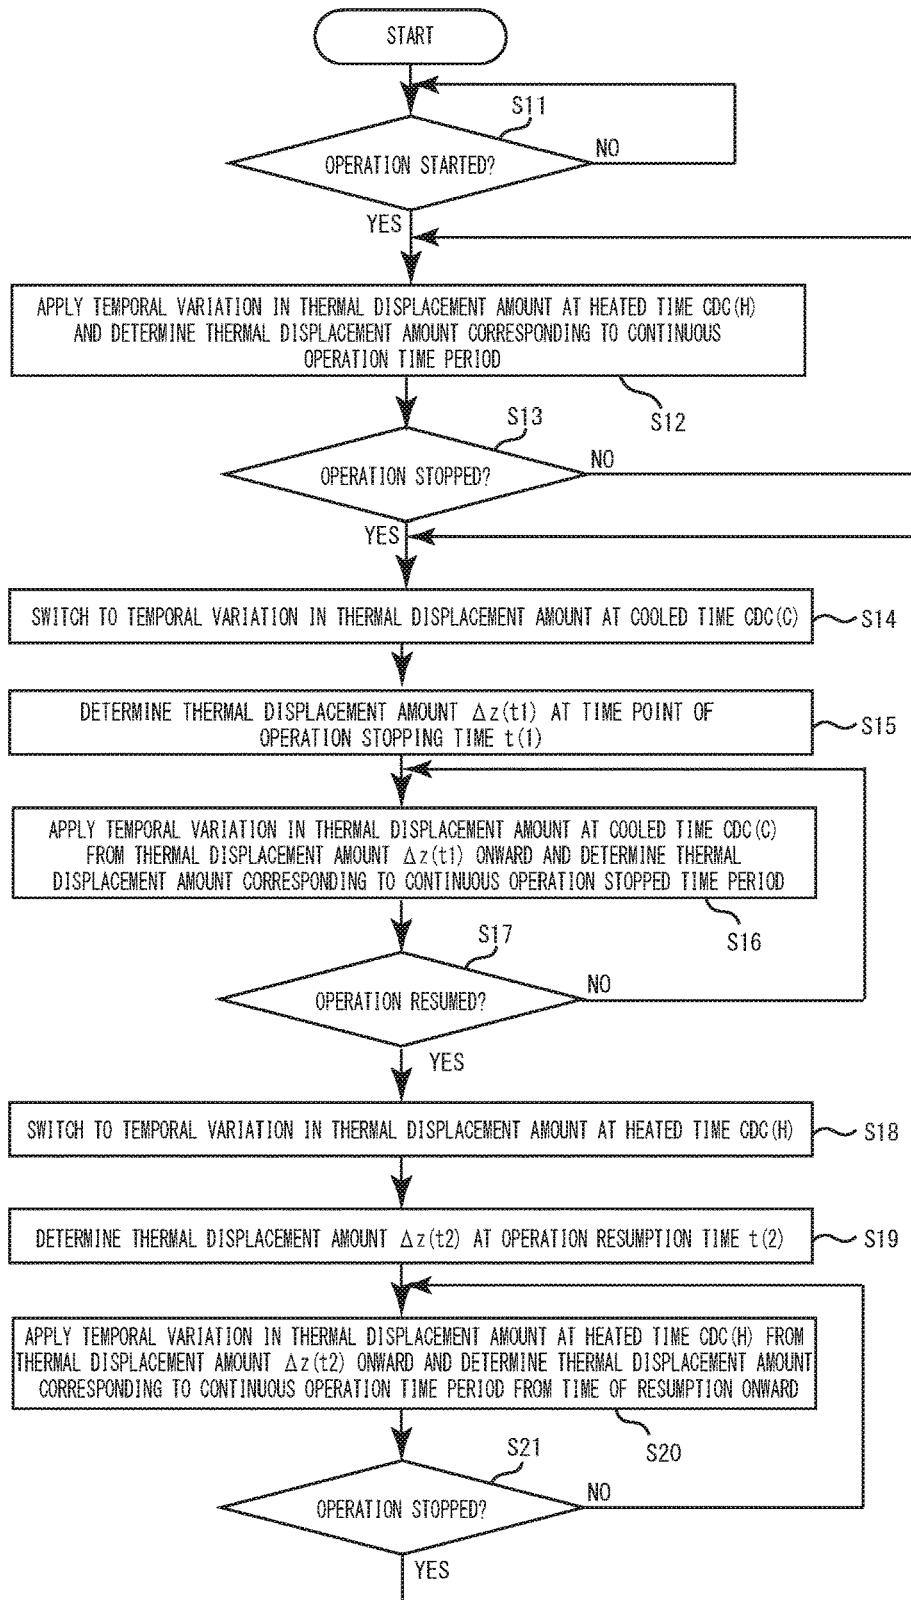 START
S11
OPERATION STARTED?
NO
YES
APPLY TEMPORAL VARIATION IN THERMAL DISPLACEMENT AMOUNT AT HEATED TIME CDC(H)
AND DETERMINE THERMAL DISPLACEMENT AMOUNT CORRESPONDING TO CONTINUOUS
OPERATION TIME PERIOD
S12
S13
OPERATION STOPPED?
NO
YES
SWITCH TO TEMPORAL VARIATION IN THERMAL DISPLACEMENT AMOUNT AT COOLED TIME CDC(C)
S14
DETERMINE THERMAL DISPLACEMENT AMOUNT Δz(t1) AT TIME POINT OF
OPERATION STOPPING TIME t(1)
S15
APPLY TEMPORAL VARIATION IN THERMAL DISPLACEMENT AMOUNT AT COOLED TIME CDC(C)
FROM THERMAL DISPLACEMENT AMOUNT Δz(t1) ONWARD AND DETERMINE THERMAL
DISPLACEMENT AMOUNT CORRESPONDING TO CONTINUOUS OPERATION STOPPED TIME PERIOD
S16
S17
OPERATION RESUMED?
NO
YES
SWITCH TO TEMPORAL VARIATION IN THERMAL DISPLACEMENT AMOUNT AT HEATED TIME CDC(H)
S18
DETERMINE THERMAL DISPLACEMENT AMOUNT Δz(t2) AT OPERATION RESUMPTION TIME t(2)
S19
APPLY TEMPORAL VARIATION IN THERMAL DISPLACEMENT AMOUNT AT HEATED TIME CDC(H) FROM
THERMAL DISPLACEMENT AMOUNT Δz(t2) ONWARD AND DETERMINE THERMAL DISPLACEMENT AMOUNT
CORRESPONDING TO CONTINUOUS OPERATION TIME PERIOD FROM TIME OF RESUMPTION ONWARD
S20
S21
OPERATION STOPPED?
NO
YES